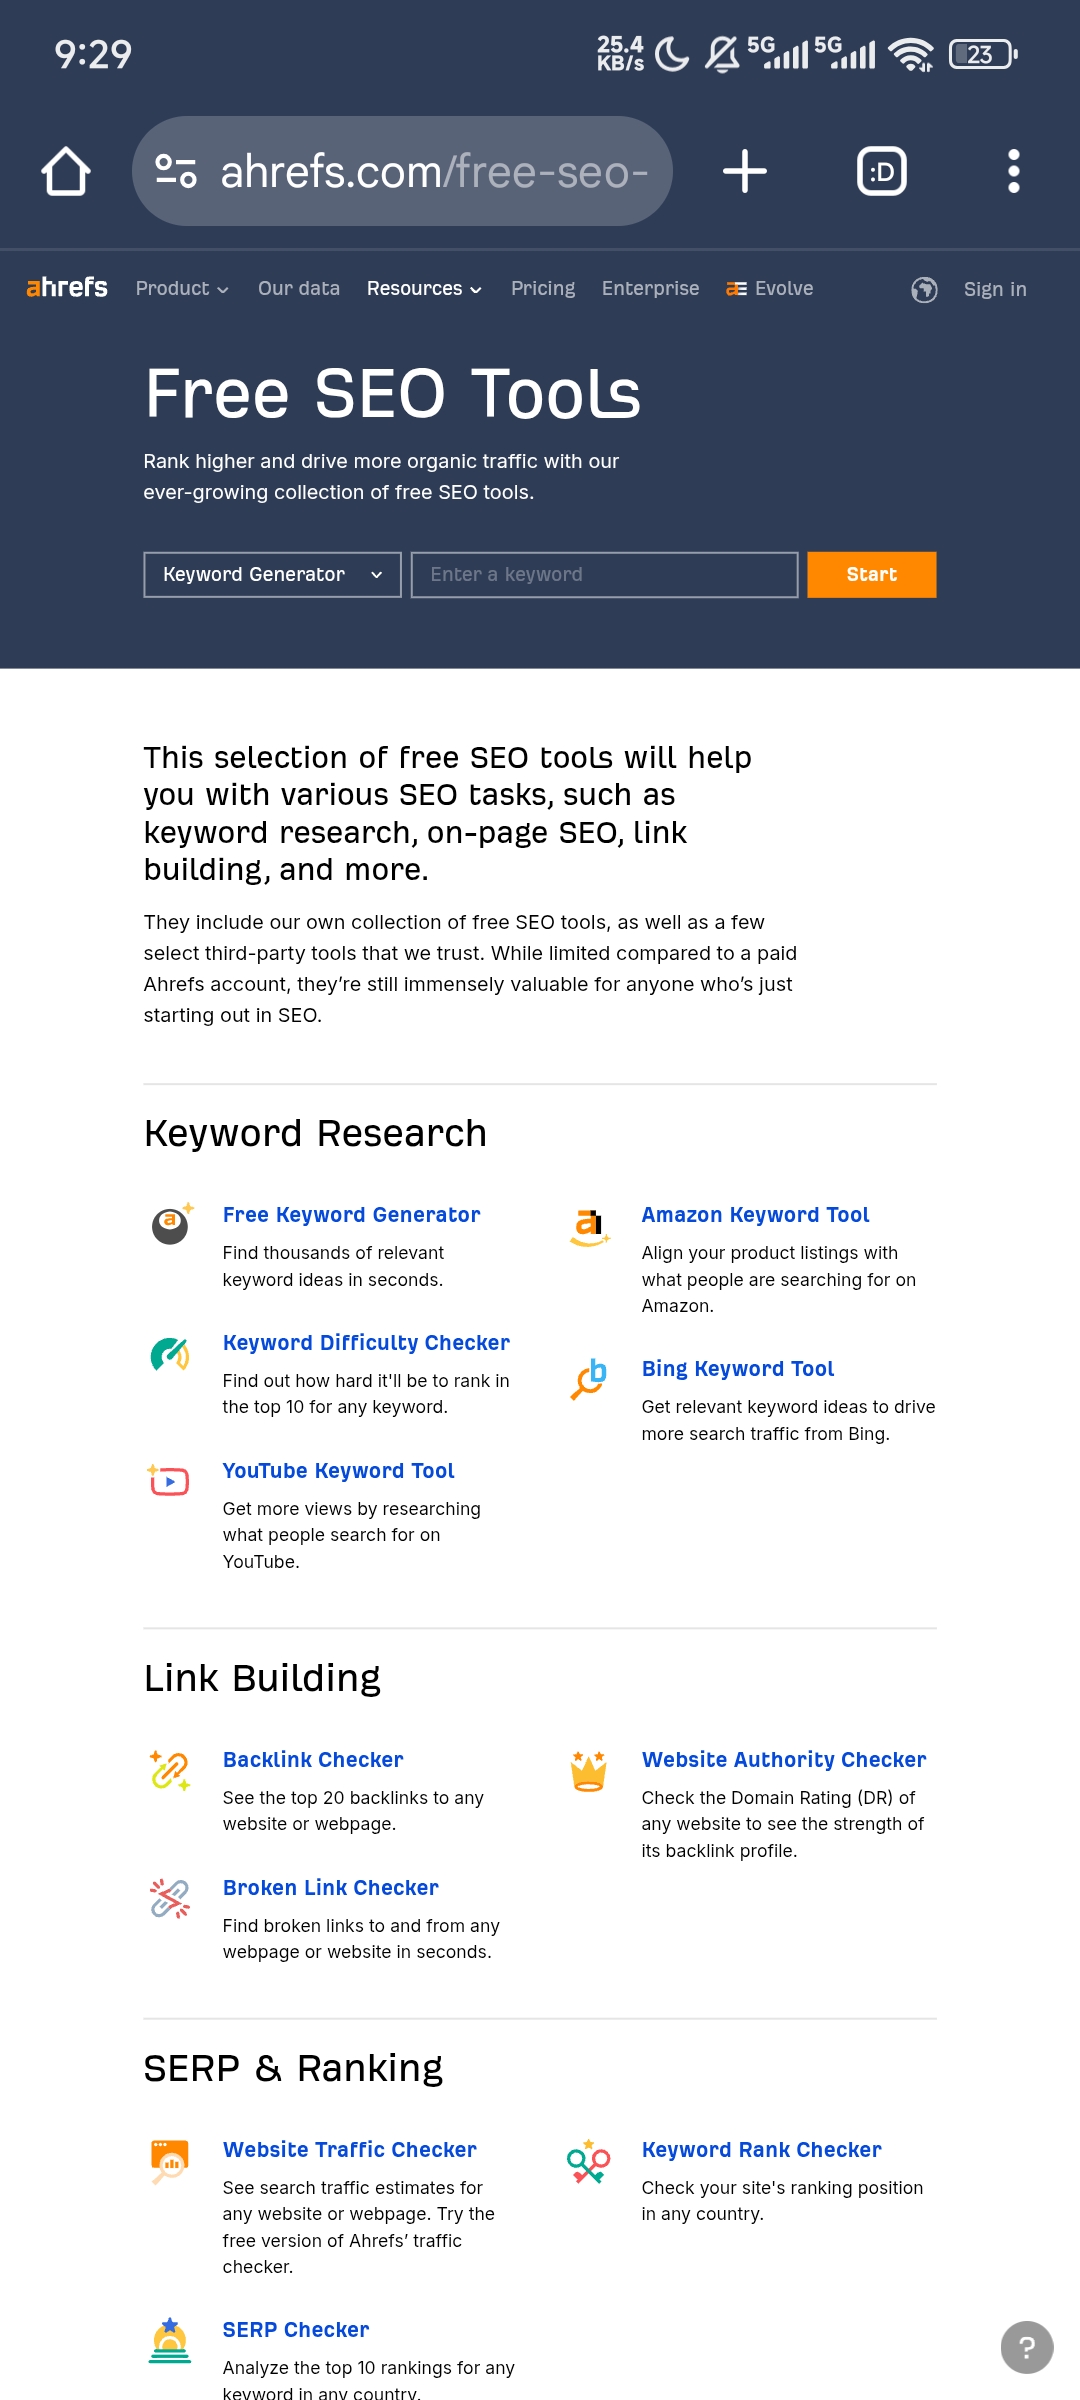 9:29
25.4
KB/s
5G
5G
23
ahrefs.com/free-seo-
:D
ahrefs
Product
Our data
Resources
Pricing
Enterprise
Evolve
Sign in
Free SEO Tools
Rank higher and drive more organic traffic with our
ever-growing collection of free SEO tools.
Keyword Generator
Enter a keyword
Start
This selection of free SEO tools will help
you with various SEO tasks, such as
keyword research, on-page SEO, link
building, and more.
They include our own collection of free SEO tools, as well as a few
select third-party tools that we trust. While limited compared to a paid
Ahrefs account, they’re still immensely valuable for anyone who’s just
starting out in SEO.
Keyword Research
Free Keyword Generator
Find thousands of relevant
keyword ideas in seconds.
Keyword Difficulty Checker
Find out how hard it'll be to rank in
the top 10 for any keyword.
YouTube Keyword Tool
Get more views by researching
what people search for on
YouTube.
Amazon Keyword Tool
Align your product listings with
what people are searching for on
Amazon.
Bing Keyword Tool
Get relevant keyword ideas to drive
more search traffic from Bing.
Link Building
Backlink Checker
See the top 20 backlinks to any
website or webpage.
Broken Link Checker
Find broken links to and from any
webpage or website in seconds.
Website Authority Checker
Check the Domain Rating (DR) of
any website to see the strength of
its backlink profile.
SERP & Ranking
Website Traffic Checker
See search traffic estimates for
any website or webpage. Try the
free version of Ahrefs’ traffic
checker.
SERP Checker
Analyze the top 10 rankings for any
keyword in any country.
Keyword Rank Checker
Check your site's ranking position
in any country.
?